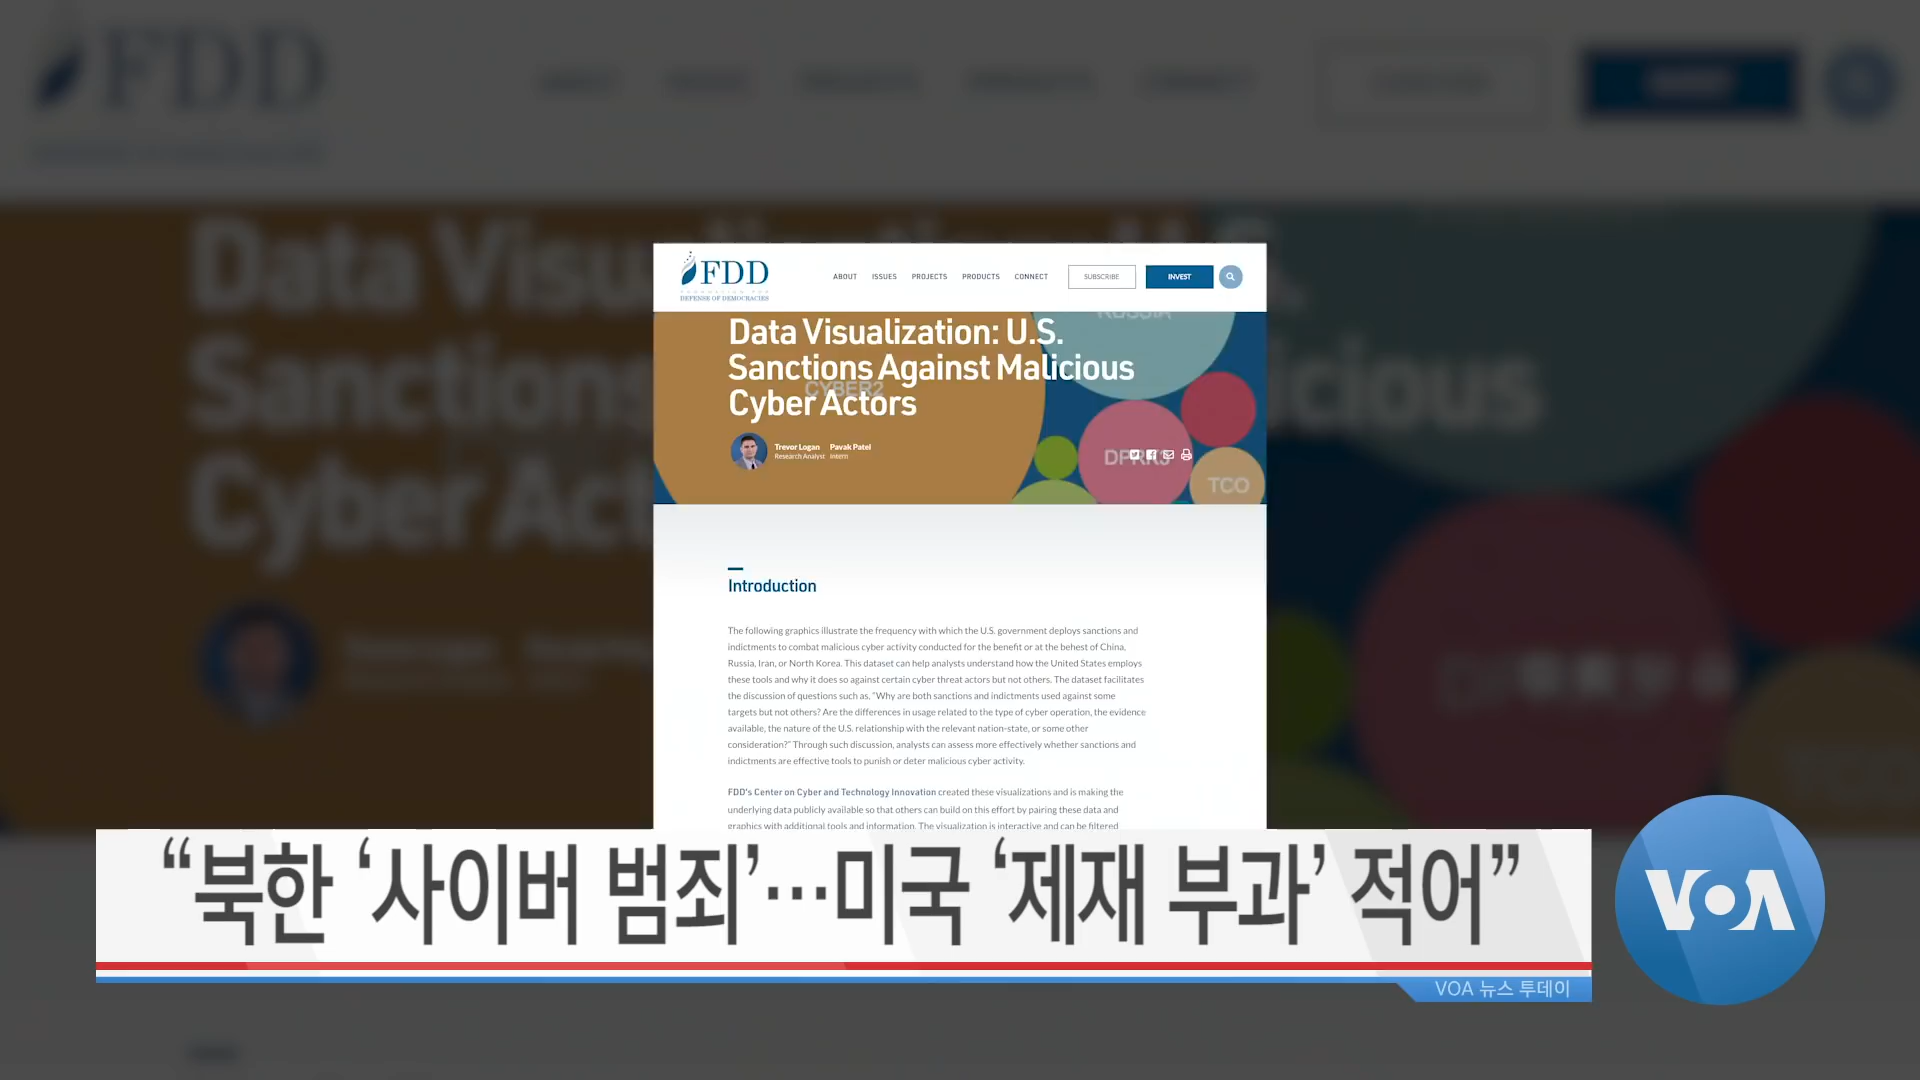 FDD
FOUNDATION FOR
DEFENSE OF DEMOCRACIES
ABOUT ISSUES PROJECTS PRODUCTS CONNECT SUBSCRIBE INVEST
RUSSIA
Data Visualization: U.S.
Sanctions Against Malicious
CYBER2
Cyber Actors
Trevor Logan Pavak Patel
Research Analyst Intern
DPRK3
TCO
Introduction
The following graphics illustrate the frequency with which the U.S. government deploys sanctions and
indictments to combat malicious cyber activity conducted for the benefit or at the behest of China,
Russia, Iran, or North Korea. This dataset can help analysts understand how the United States employs
these tools and why it does so against certain cyber threat actors but not others. The dataset facilitates
the discussion of questions such as, “Why are both sanctions and indictments used against some
targets but not others? Are the differences in usage related to the type of cyber operation, the evidence
available, the nature of the U.S. relationship with the relevant nation-state, or some other
consideration?” Through such discussion, analysts can assess more effectively whether sanctions and
indictments are effective tools to punish or deter malicious cyber activity.
FDD's Center on Cyber and Technology Innovation created these visualizations and is making the
underlying data publicly available so that others can build on this effort by pairing these data and
graphics with additional tools and information. The visualization is interactive and can be filtered
“북한 ‘사이버 범죄’…미국 ‘제재 부과’ 적어”
VOA
VOA 뉴스 투데이